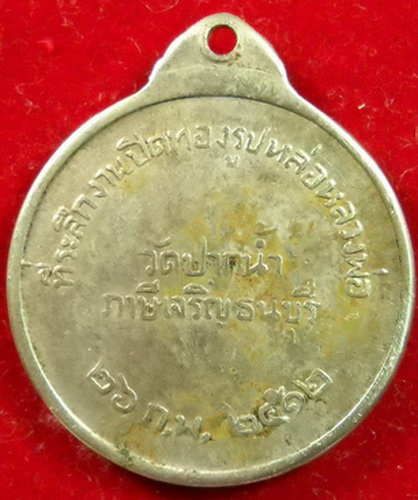 ที่ระลึกงานปิดทองรูปหล่อหลวงพ่อ
วัดปากน้ำ
ภาษีเจริญธนบุรี
๒๖ ก.พ, ๒๕๑๒